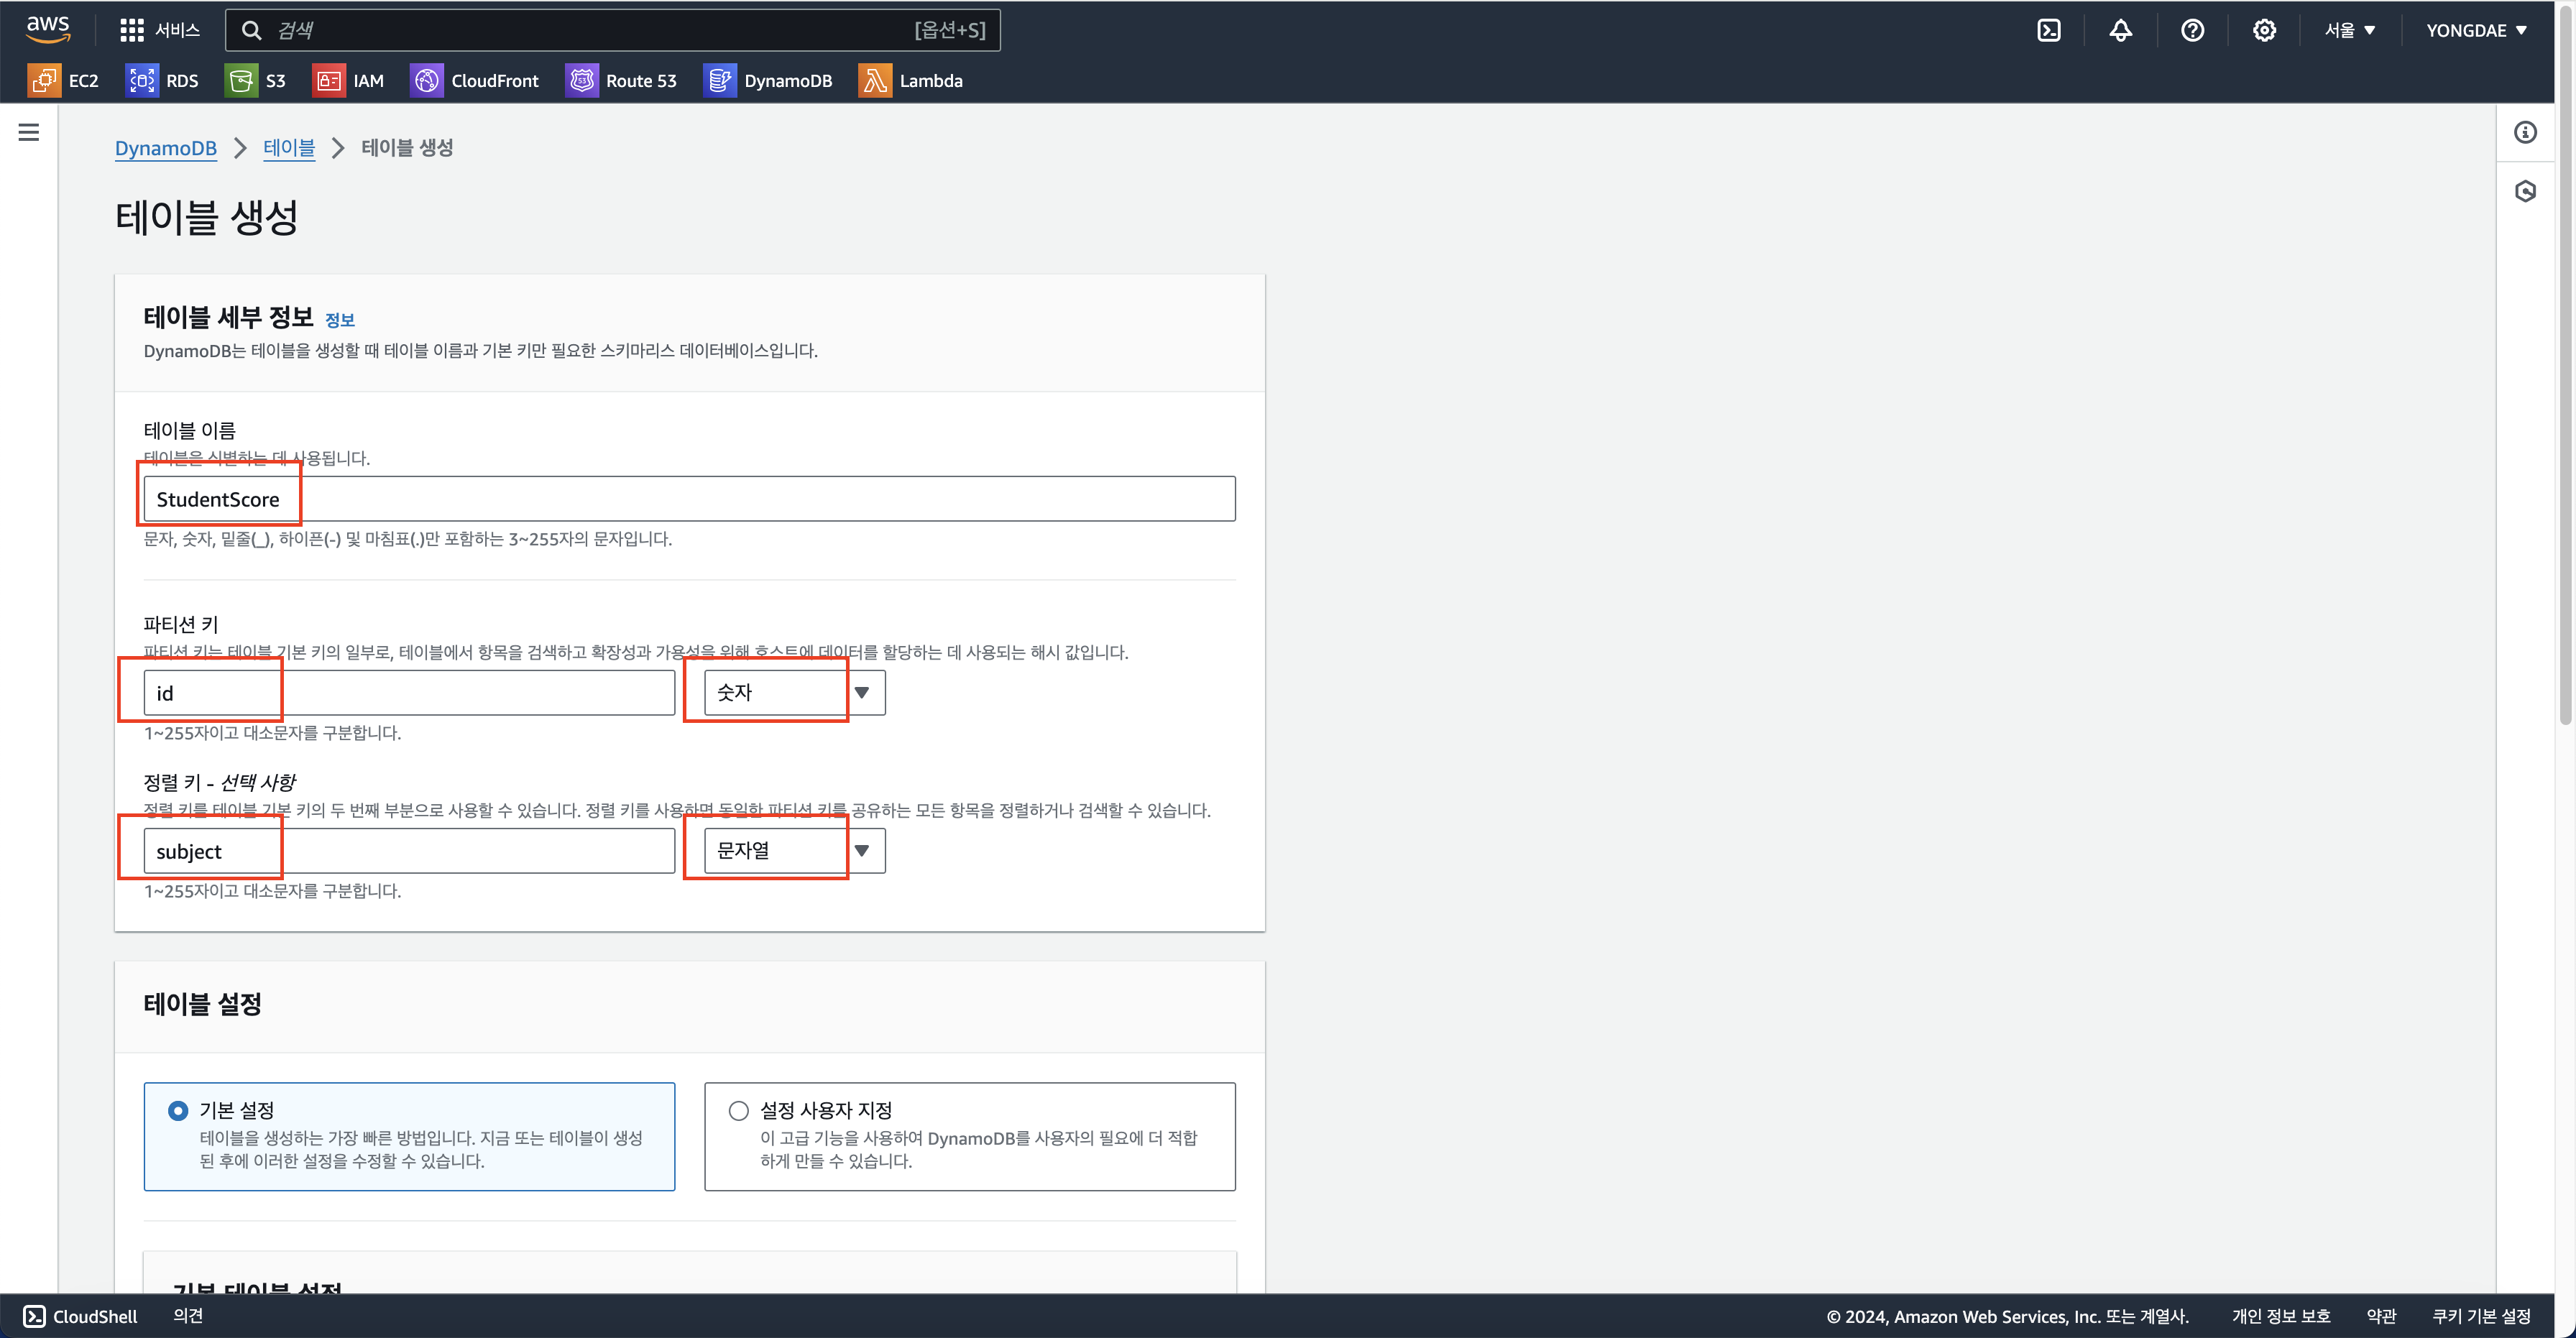 aws
서비스
검색
[옵션+S]
서울 ▼
YONGDAE ▼
EC2
RDS
S3
IAM
CloudFront
Route 53
DynamoDB
Lambda
DynamoDB > 테이블 > 테이블 생성
테이블 생성
테이블 세부 정보 정보
DynamoDB는 테이블을 생성할 때 테이블 이름과 기본 키만 필요한 스키마리스 데이터베이스입니다.
테이블 이름
테이블을 식별하는 데 사용됩니다.
StudentScore
문자, 숫자, 밑줄(_), 하이픈(-) 및 마침표(.)만 포함하는 3~255자의 문자입니다.
파티션 키
파티션 키는 테이블 기본 키의 일부로, 테이블에서 항목을 검색하고 확장성과 가용성을 위해 호스트에 데이터를 할당하는 데 사용되는 해시 값입니다.
id
숫자
1~255자이고 대소문자를 구분합니다.
정렬 키 - 선택 사항
정렬 키를 테이블 기본 키의 두 번째 부분으로 사용할 수 있습니다. 정렬 키를 사용하면 동일한 파티션 키를 공유하는 모든 항목을 정렬하거나 검색할 수 있습니다.
subject
문자열
1~255자이고 대소문자를 구분합니다.
테이블 설정
기본 설정
테이블을 생성하는 가장 빠른 방법입니다. 지금 또는 테이블이 생성
된 후에 이러한 설정을 수정할 수 있습니다.
설정 사용자 지정
이 고급 기능을 사용하여 DynamoDB를 사용자의 필요에 더 적합
하게 만들 수 있습니다.
기본 테이블 설정
CloudShell
의견
© 2024, Amazon Web Services, Inc. 또는 계열사.
개인 정보 보호
약관
쿠키 기본 설정